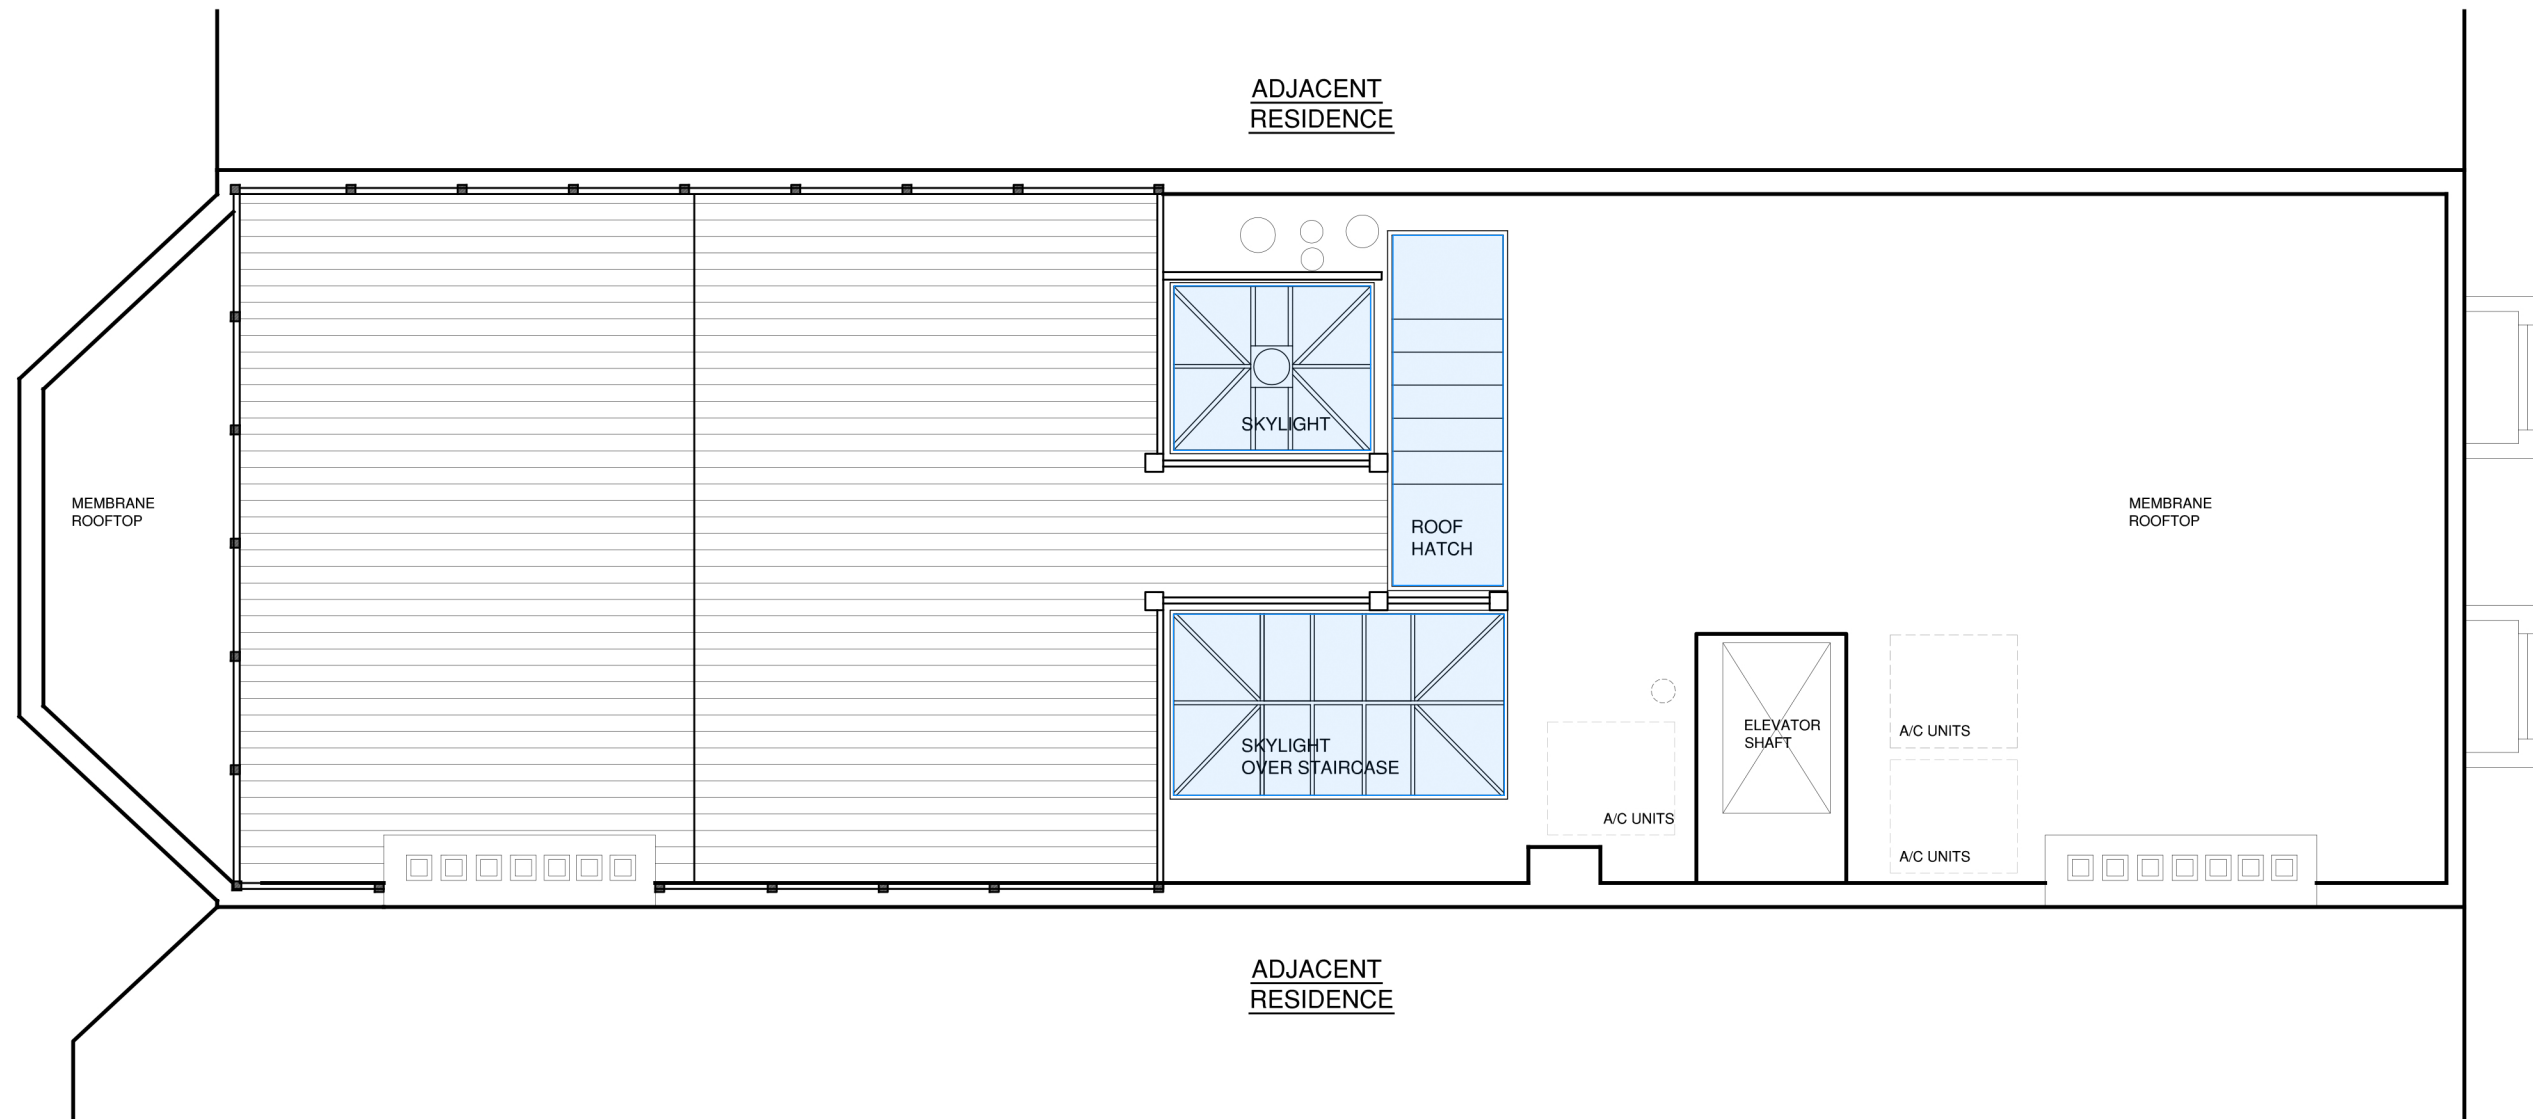 ADJACENT
RESIDENCE
SKYLIGHT
MEMBRANE
ROOFTOP
ROOF
HATCH
MEMBRANE
ROOFTOP
SKYLIGHT
OVER STAIRCASE
ELEVATOR
SHAFT
A/C UNITS
A/C UNITS
A/C UNITS
ADJACENT
RESIDENCE